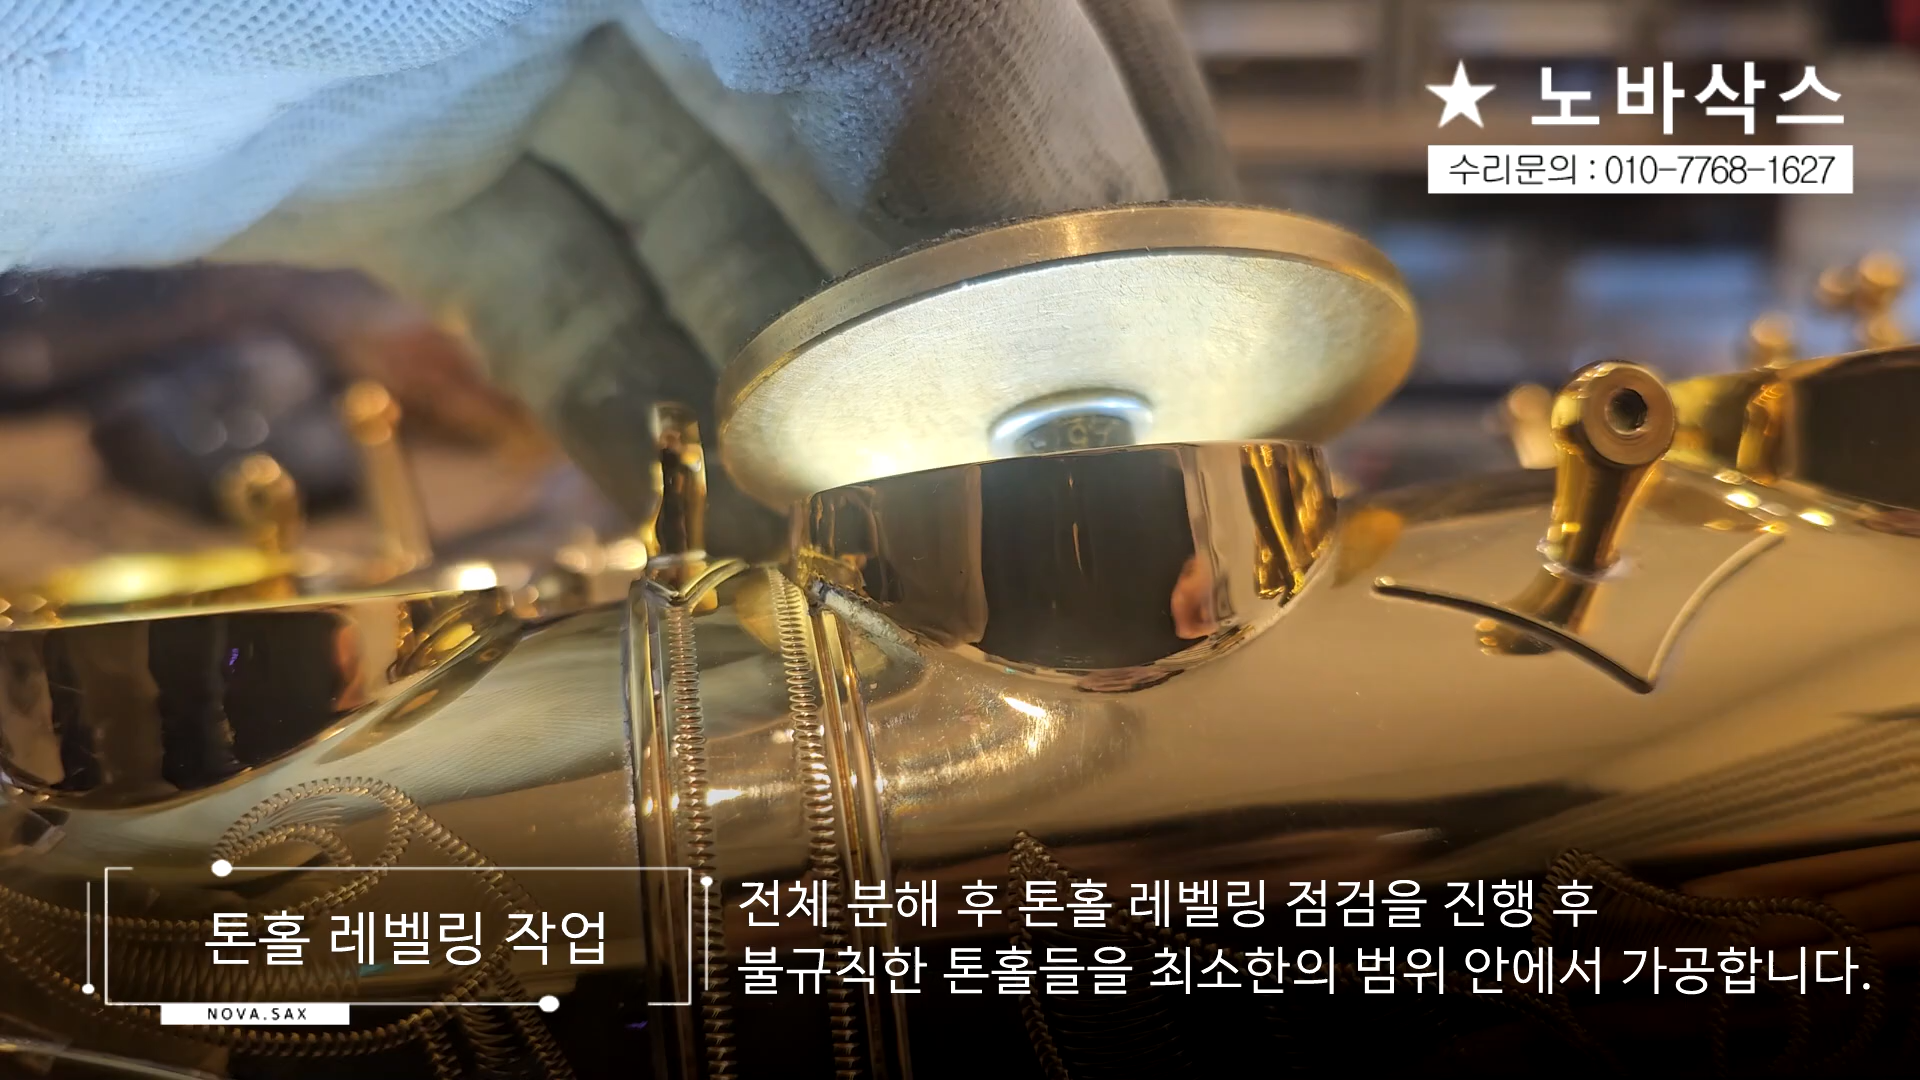 ★ 노바삭스
수리문의 : 010-7768-1627
톤홀 레벨링 작업
NOVA.SAX
전체 분해 후 톤홀 레벨링 점검을 진행 후
불규칙한 톤홀들을 최소한의 범위 안에서 가공합니다.